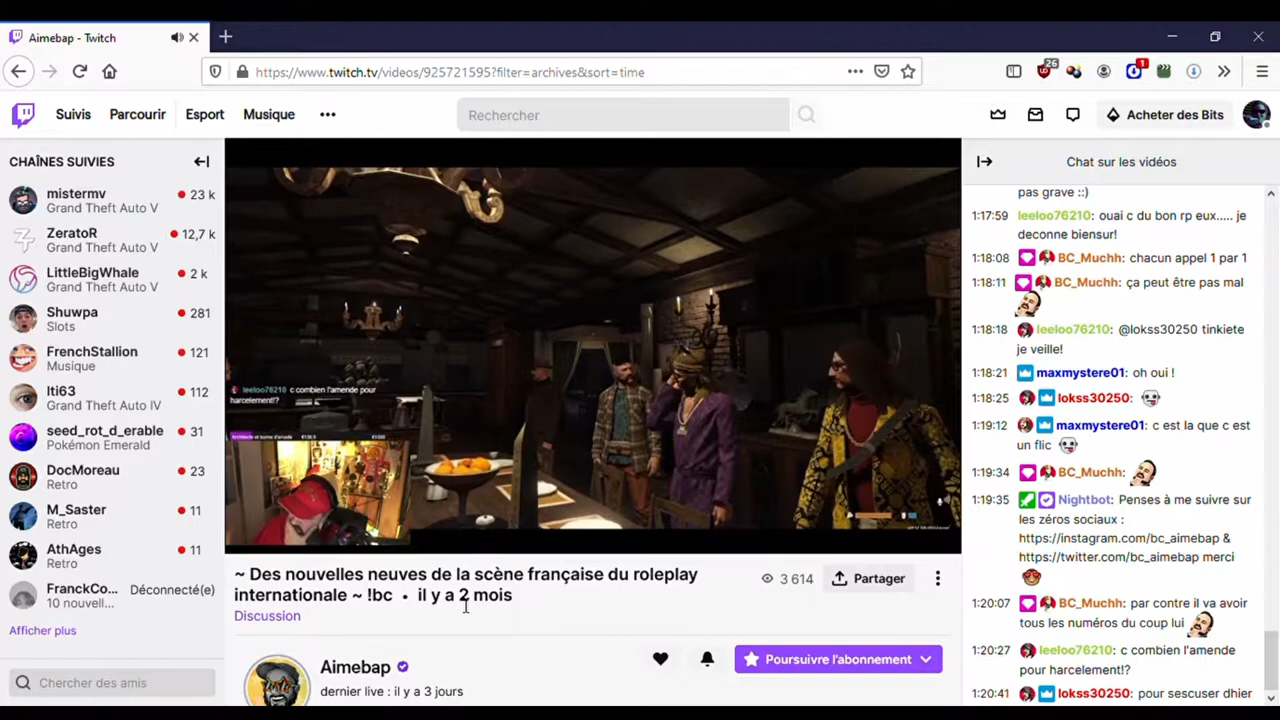 Aimebap - Twitch
https://www.twitch.tv/videos/925721595?filter=archives&sort=time
26
1
Suivis
Parcourir
Esport
Musique
Rechercher
Acheter des Bits
CHAÎNES SUIVIES
mistermv
23 k
Grand Theft Auto V
ZeratoR
12,7 k
Grand Theft Auto V
LittleBigWhale
2 k
Grand Theft Auto V
Shuwpa
281
Slots
FrenchStallion
121
Musique
Iti63
112
Grand Theft Auto IV
seed_rot_d_erable
31
Pokémon Emerald
DocMoreau
23
Retro
M_Saster
11
Retro
AthAges
11
Retro
FranckCo...
Déconnecté(e)
10 nouvell...
Afficher plus
Chercher des amis
leeloo76210 c combien l'amende pour
harcelement!?
~ Des nouvelles neuves de la scène française du roleplay
internationale ~ !bc • il y a 2 mois
Discussion
3 614
Partager
Aimebap
dernier live : il y a 3 jours
Poursuivre l'abonnement
Chat sur les vidéos
pas grave ::)
1:17:59 leeloo76210: ouai c du bon rp eux..... je
deconne biensur!
1:18:08 BC_Muchh: chacun appel 1 par 1
1:18:11 BC_Muchh: ça peut être pas mal
1:18:18 leeloo76210: @lokss30250 tinkiete
je veille!
1:18:21 maxmystere01: oh oui !
1:18:25 lokss30250:
1:19:12 maxmystere01: c est la que c est
un flic
1:19:34 BC_Muchh:
1:19:35 Nightbot: Penses à me suivre sur
les zéros sociaux :
https://instagram.com/bc_aimebap &
https://twitter.com/bc_aimebap merci
1:20:07 BC_Muchh: par contre il va avoir
tous les numéros du coup lui
1:20:27 leeloo76210: c combien l'amende
pour harcelement!?
1:20:41 lokss30250: pour sescuser dhier